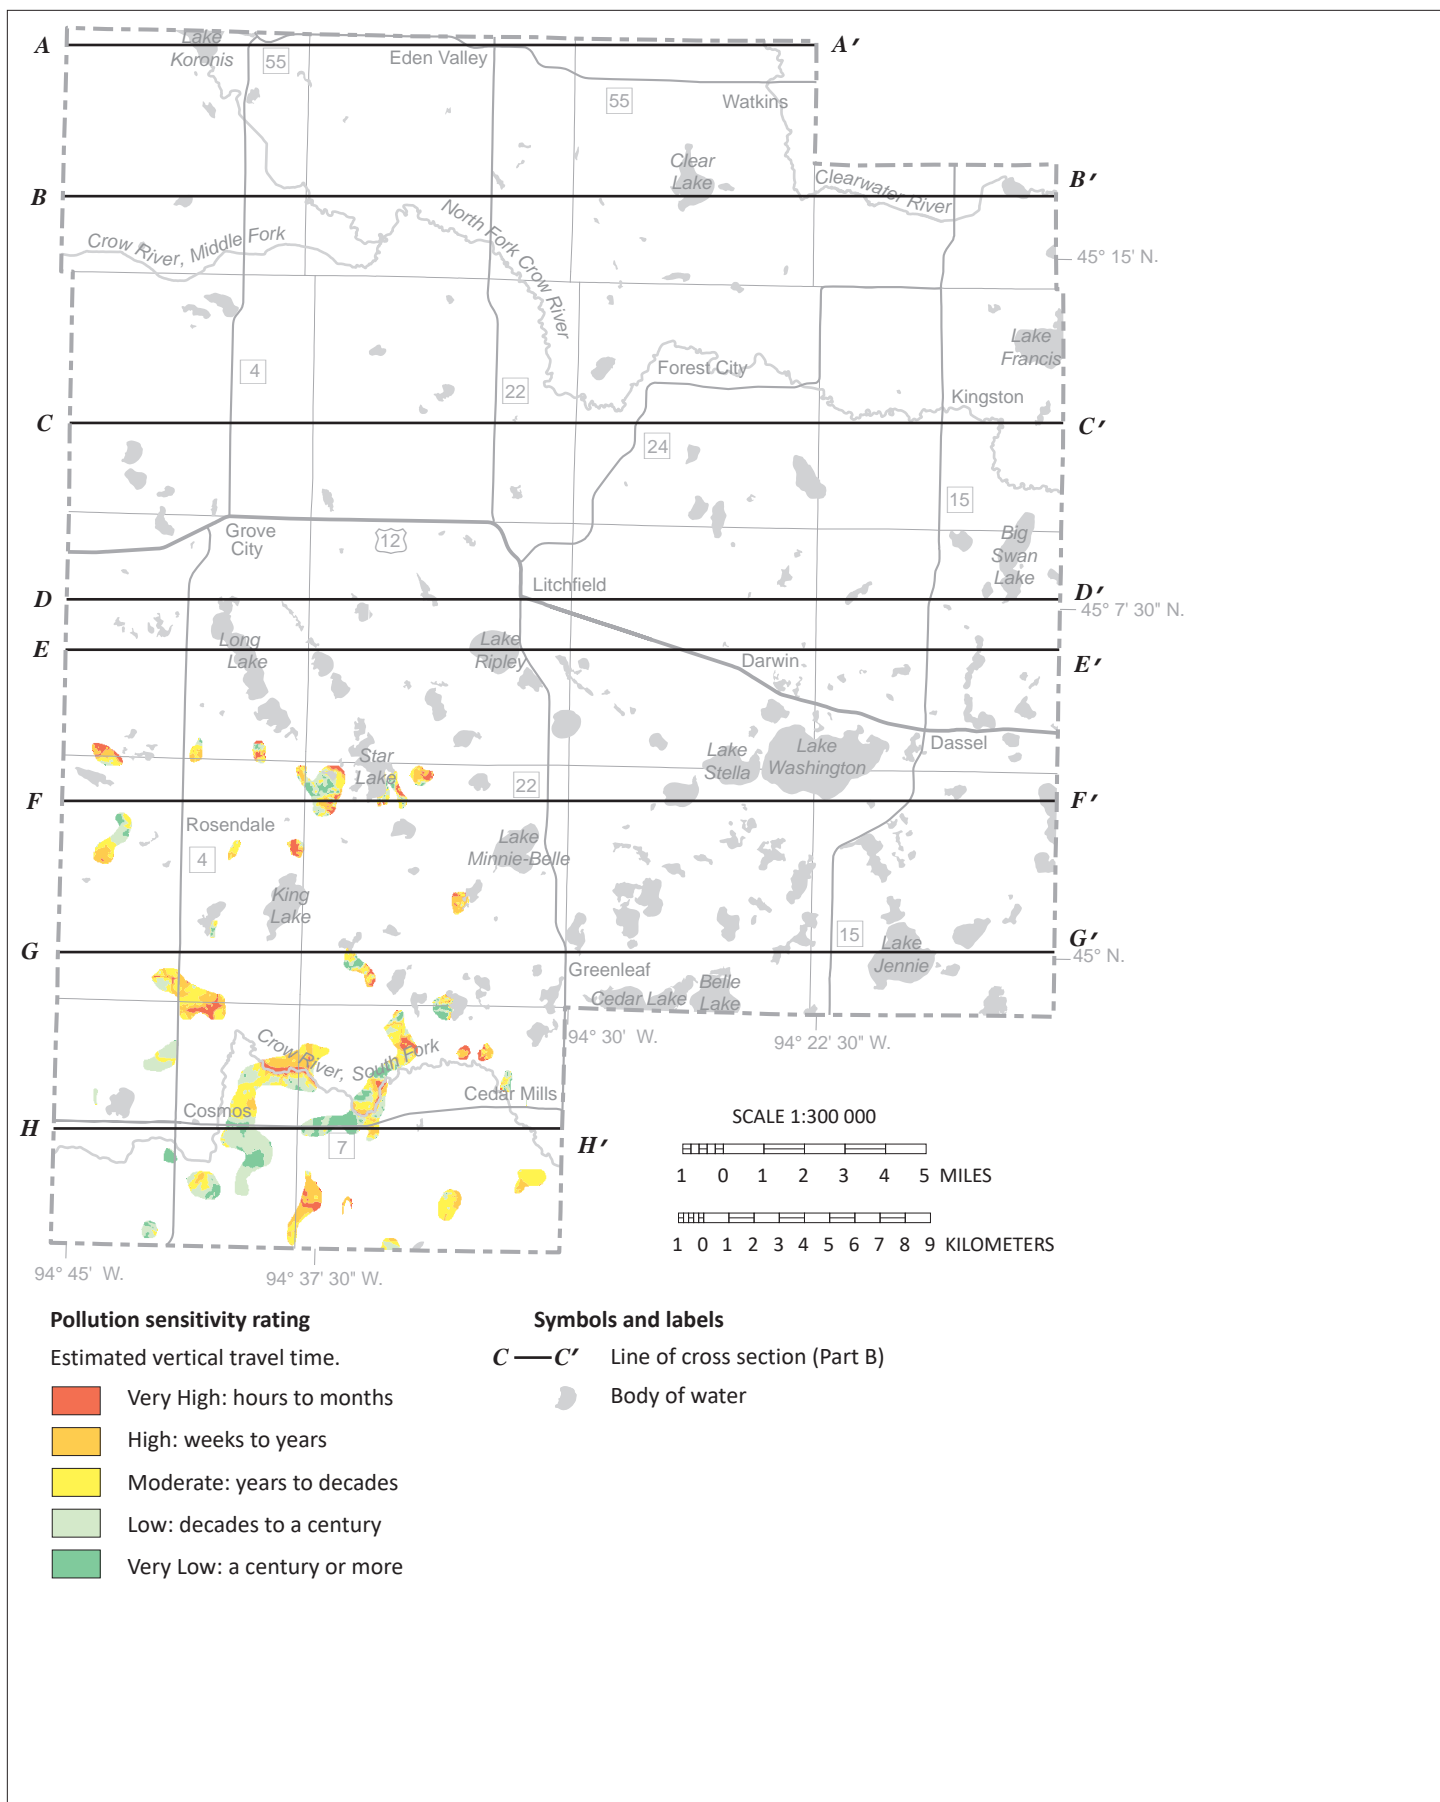 A
Lake
Koronis
55
Eden Valley
A′
55
Watkins
Clear
Lake
B
Clearwater River
B′
Crow River, Middle Fork
North Fork Crow River
45° 15' N.
Lake
Francis
4
22
Forest City
Kingston
C
C′
24
15
Grove
City
12
Big
Swan
Lake
Litchfield
D
D′
45° 7' 30" N.
E
Long
Lake
Lake
Ripley
Darwin
E′
Star
Lake
Lake
Stella
Lake
Washington
Dassel
22
F
F′
Rosendale
4
Lake
Minnie-Belle
King
Lake
15
Lake
Jennie
G
G′
45° N.
Greenleaf
Cedar Lake
Belle
Lake
94° 30' W.
94° 22' 30" W.
Crow River, South Fork
Cosmos
Cedar Mills
H
7
H′
SCALE 1:300 000
1 0 1 2 3 4 5 MILES
1 0 1 2 3 4 5 6 7 8 9 KILOMETERS
94° 45' W.
94° 37' 30" W.
Pollution sensitivity rating
Estimated vertical travel time.
Very High: hours to months
High: weeks to years
Moderate: years to decades
Low: decades to a century
Very Low: a century or more
Symbols and labels
C C′ Line of cross section (Part B)
Body of water